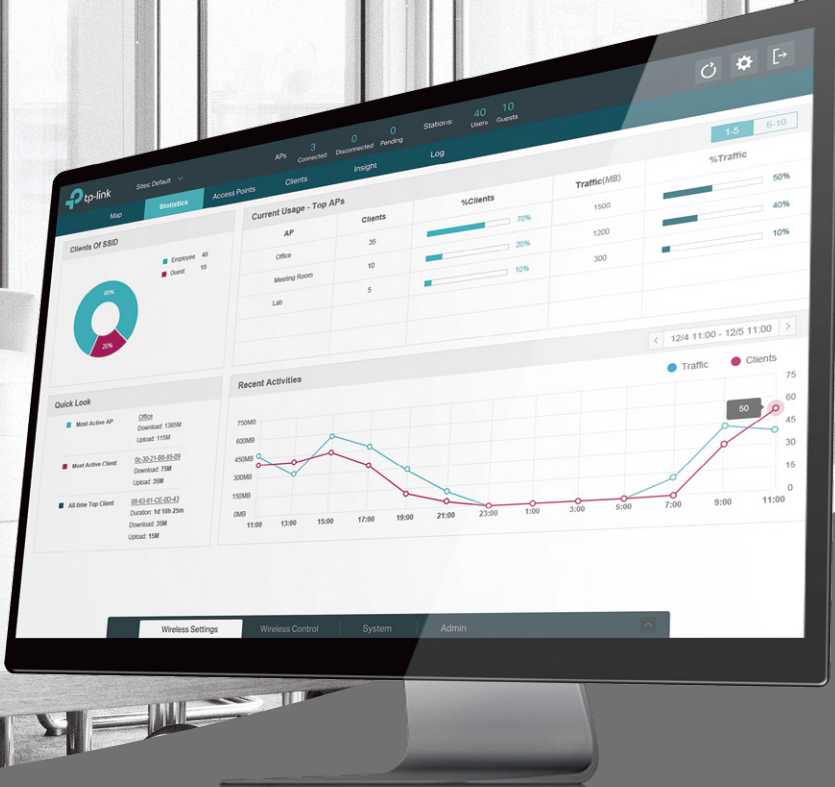 tp-link
Sites: Default
APs
3
Connected
0
Disconnected
0
Pending
Stations:
40
Users
10
Guests
Map
Statistics
Access Points
Clients
Insight
Log
1-5
6-10
Clients Of SSID
Employee 40
Guest 10
80%
20%
Current Usage - Top APs
AP Clients %Clients Traffic(MB) %Traffic
Office 35 70% 1500 50%
Meeting Room 10 20% 1200 40%
Lab 5 10% 300 10%
< 12/4 11:00 - 12/5 11:00 >
Quick Look
Most Active AP
Office
Download: 1385M
Upload: 115M
Most Active Client
0c-30-21-B6-85-09
Download: 75M
Upload: 35M
All-time Top Client
Duration: 1d 10h 25m
Download: 35M
Upload: 15M
Recent Activities
Traffic
Clients
750MB
600MB
450MB
300MB
150MB
0MB
75
60
45
30
15
0
50
11:00 13:00 15:00 17:00 19:00 21:00 23:00 1:00 3:00 5:00 7:00 9:00 11:00
Wireless Settings
Wireless Control
System
Admin